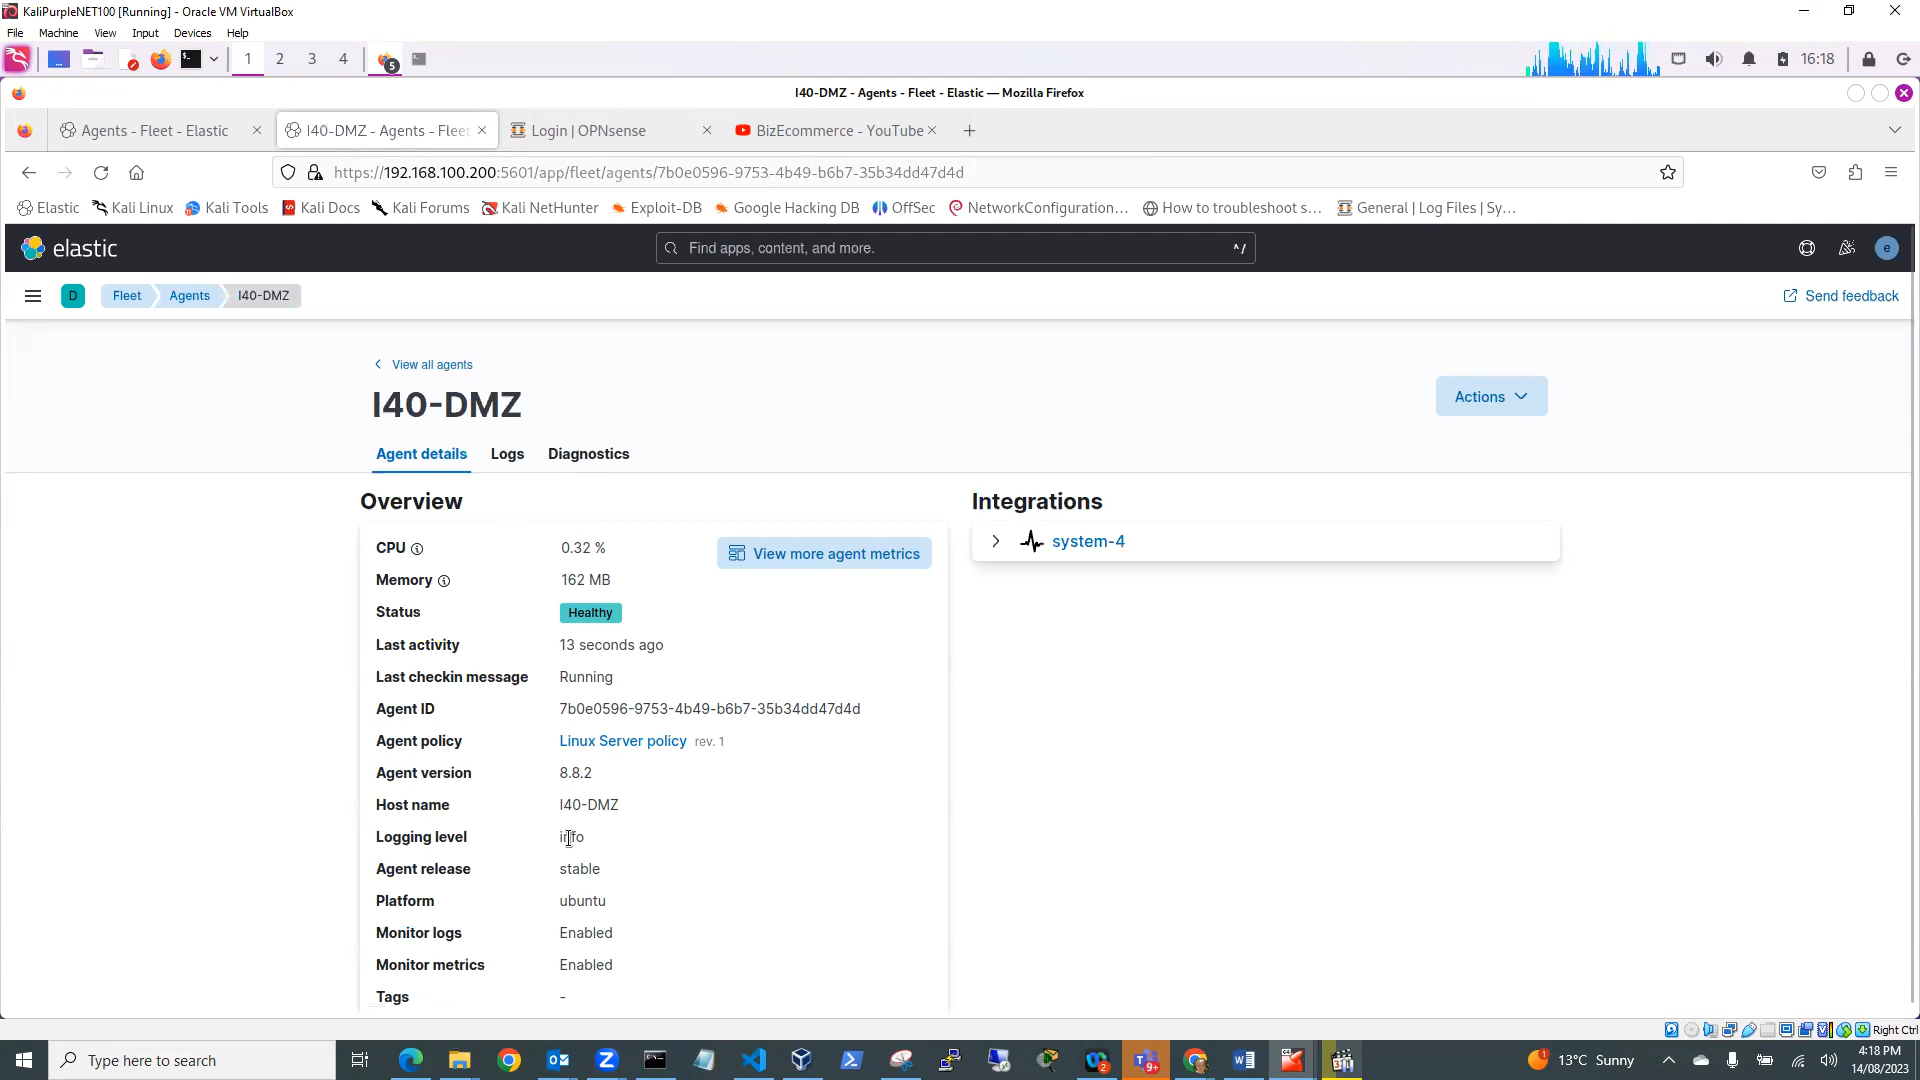 KaliPurpleNET100 [Running] - Oracle VM VirtualBox
File Machine View Input Devices Help
1 2 3 4 5 16:18
I40-DMZ - Agents - Fleet - Elastic — Mozilla Firefox
Agents - Fleet - Elastic I40-DMZ - Agents - Fleet Login | OPNsense BizEcommerce - YouTube
https://192.168.100.200:5601/app/fleet/agents/7b0e0596-9753-4b49-b6b7-35b34dd47d4d
Elastic Kali Linux Kali Tools Kali Docs Kali Forums Kali NetHunter Exploit-DB Google Hacking DB OffSec NetworkConfiguration… How to troubleshoot s… General | Log Files | Sy…
elastic Find apps, content, and more. ^/ e
D Fleet Agents I40-DMZ Send feedback
View all agents
I40-DMZ
Actions
Agent details Logs Diagnostics
Overview Integrations
CPU 0.32 % View more agent metrics system-4
Memory 162 MB
Status Healthy
Last activity 13 seconds ago
Last checkin message Running
Agent ID 7b0e0596-9753-4b49-b6b7-35b34dd47d4d
Agent policy Linux Server policy rev. 1
Agent version 8.8.2
Host name I40-DMZ
Logging level info
Agent release stable
Platform ubuntu
Monitor logs Enabled
Monitor metrics Enabled
Tags -
Right Ctrl
Type here to search 2 9+ 1 13°C Sunny 4:18 PM
14/08/2023